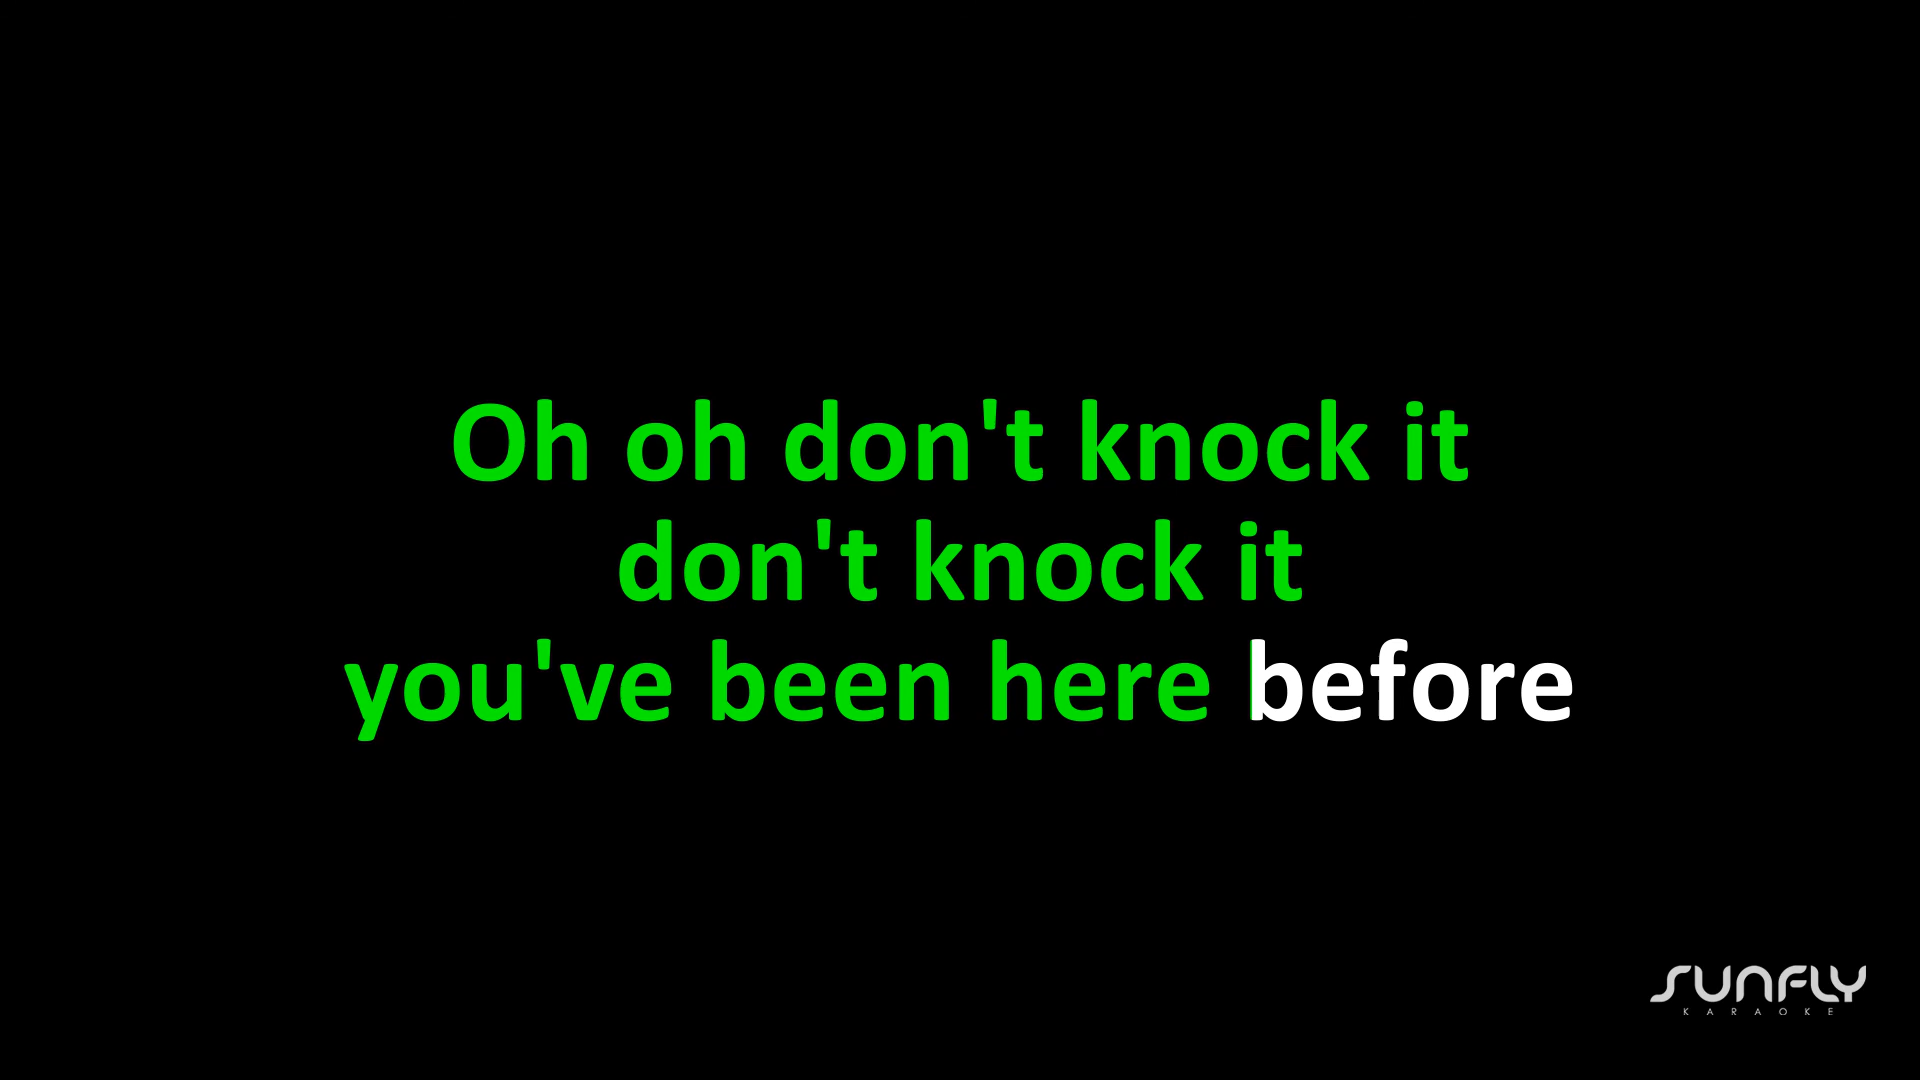 Oh oh don't knock it
don't knock it
you've been here before
SUNFLY
KARAOKE